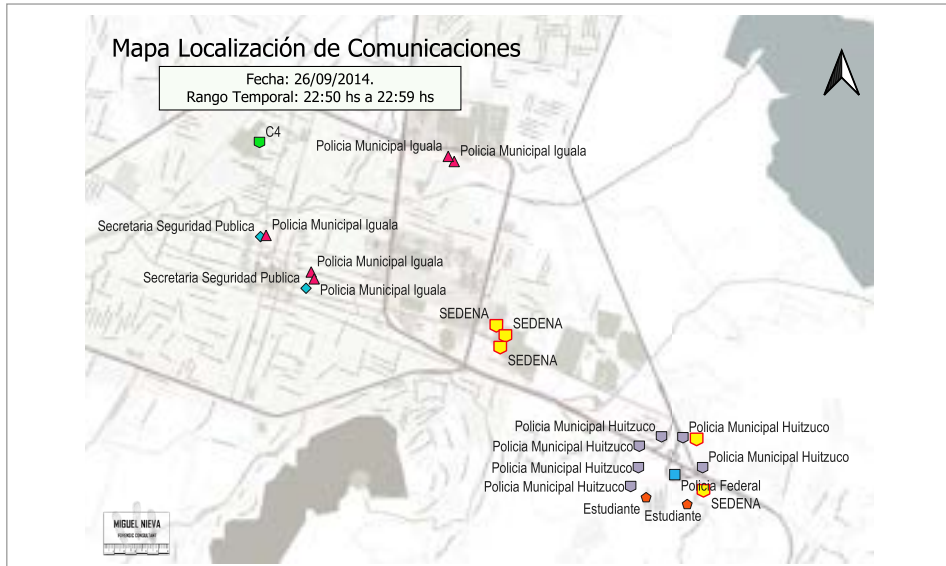 Mapa Localización de Comunicaciones
Fecha: 26/09/2014.
Rango Temporal: 22:50 hs a 22:59 hs
C4
Policia Municipal Iguala
Policia Municipal Iguala
Secretaria Seguridad Publica
Policia Municipal Iguala
Policia Municipal Iguala
Secretaria Seguridad Publica
Policia Municipal Iguala
SEDENA
SEDENA
SEDENA
Policia Municipal Huitzuco
Policia Municipal Huitzuco
Policia Municipal Huitzuco
Policia Municipal Huitzuco
Policia Municipal Huitzuco
Policia Municipal Huitzuco
Policia Federal
SEDENA
Estudiante
Estudiante
MIGUEL NIEVA
FORENSIC CONSULTANT